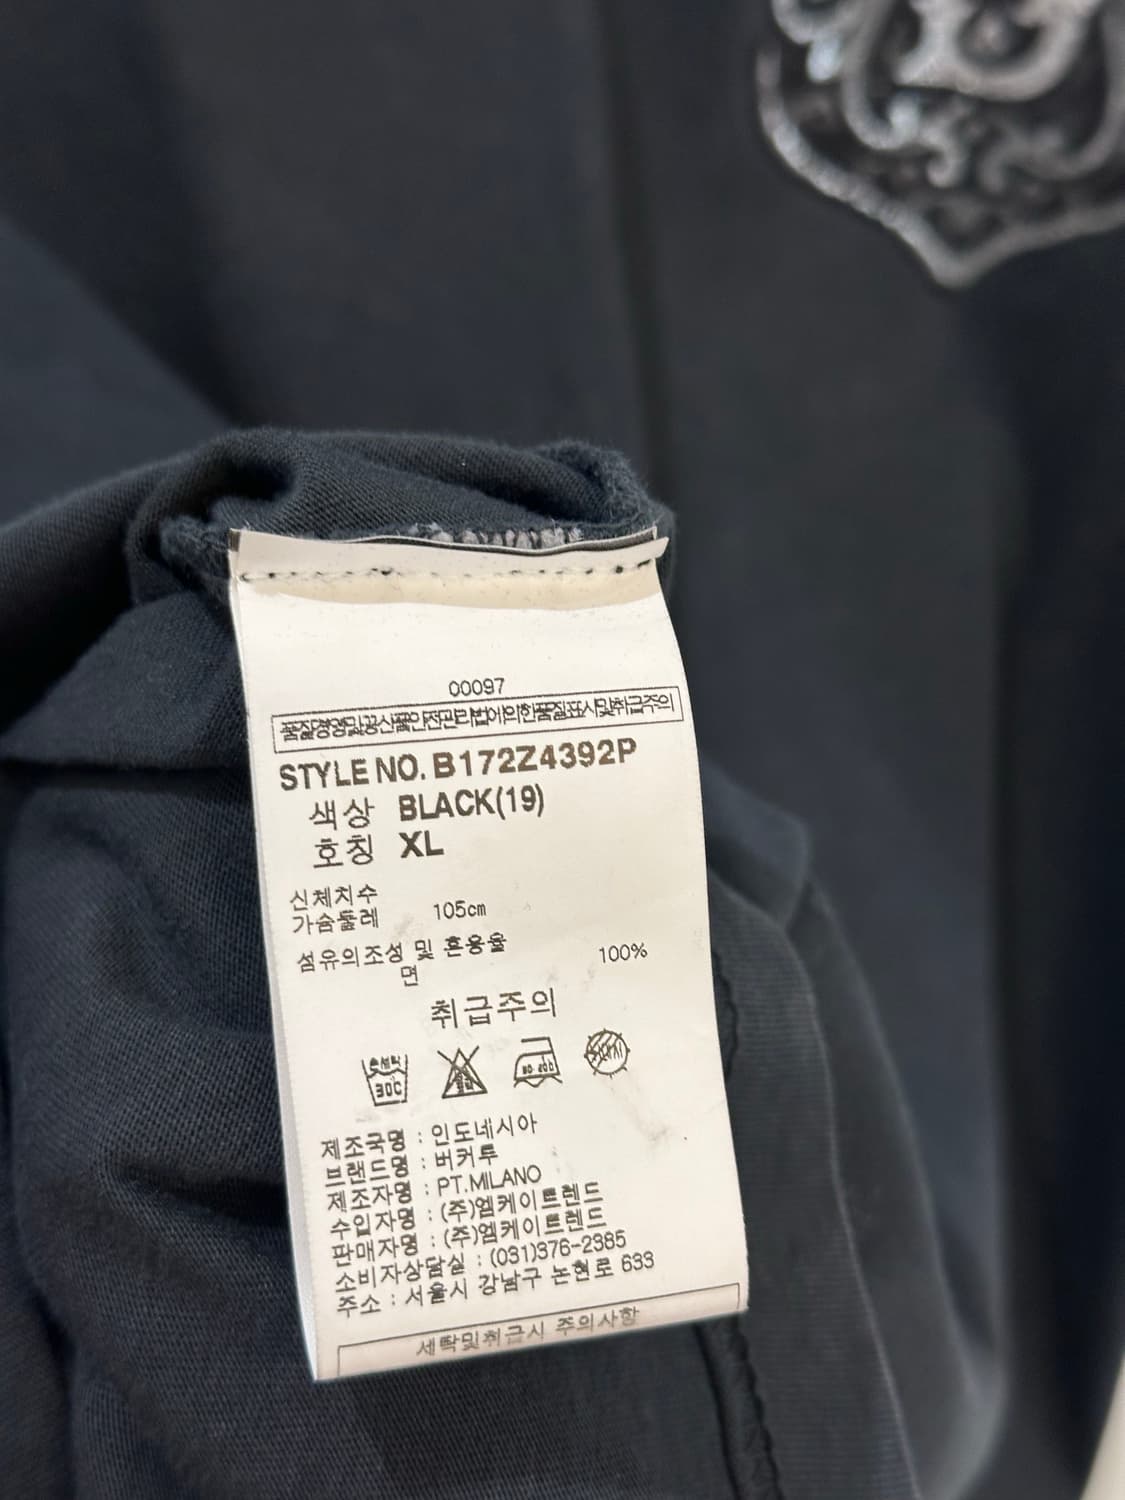 00097
품질경영및공산품안전관리법에의한품질표시및취급주의
STYLE NO. B172Z4392P
색상 BLACK(19)
호칭 XL
신체치수
가슴둘레 105cm
섬유의조성 및 혼용율
면 100%
취급주의
30C
제조국명 : 인도네시아
브랜드명 : 버커루
제조자명 : PT.MILANO
수입자명 : (주)엠케이트렌드
판매자명 : (주)엠케이트렌드
소비자상담실 : (031)376-2385
주소 : 서울시 강남구 논현로 633
세탁및취급시 주의사항